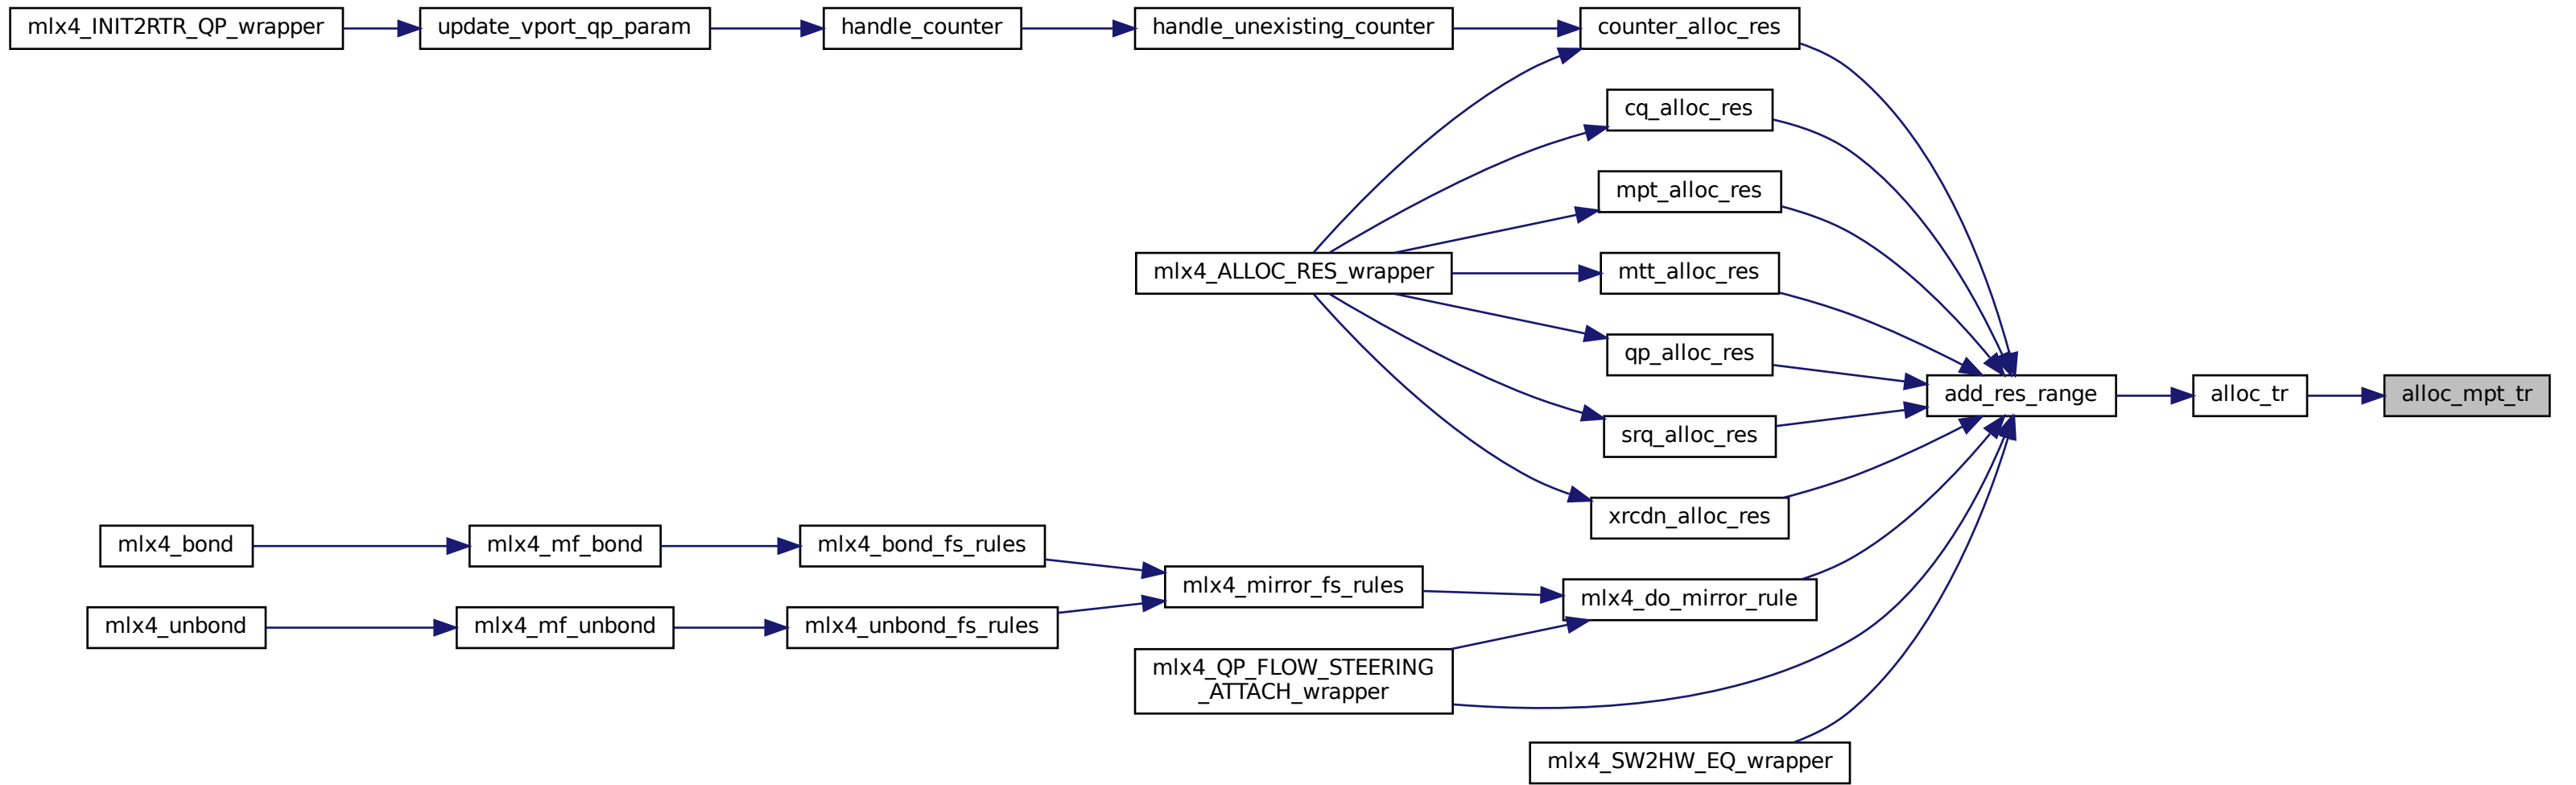 mlx4_INIT2RTR_QP_wrapper
update_vport_qp_param
handle_counter
handle_unexisting_counter
counter_alloc_res
cq_alloc_res
mpt_alloc_res
mlx4_ALLOC_RES_wrapper
mtt_alloc_res
qp_alloc_res
add_res_range
alloc_tr
alloc_mpt_tr
srq_alloc_res
xrcdn_alloc_res
mlx4_bond
mlx4_mf_bond
mlx4_bond_fs_rules
mlx4_mirror_fs_rules
mlx4_do_mirror_rule
mlx4_unbond
mlx4_mf_unbond
mlx4_unbond_fs_rules
mlx4_QP_FLOW_STEERING
_ATTACH_wrapper
mlx4_SW2HW_EQ_wrapper